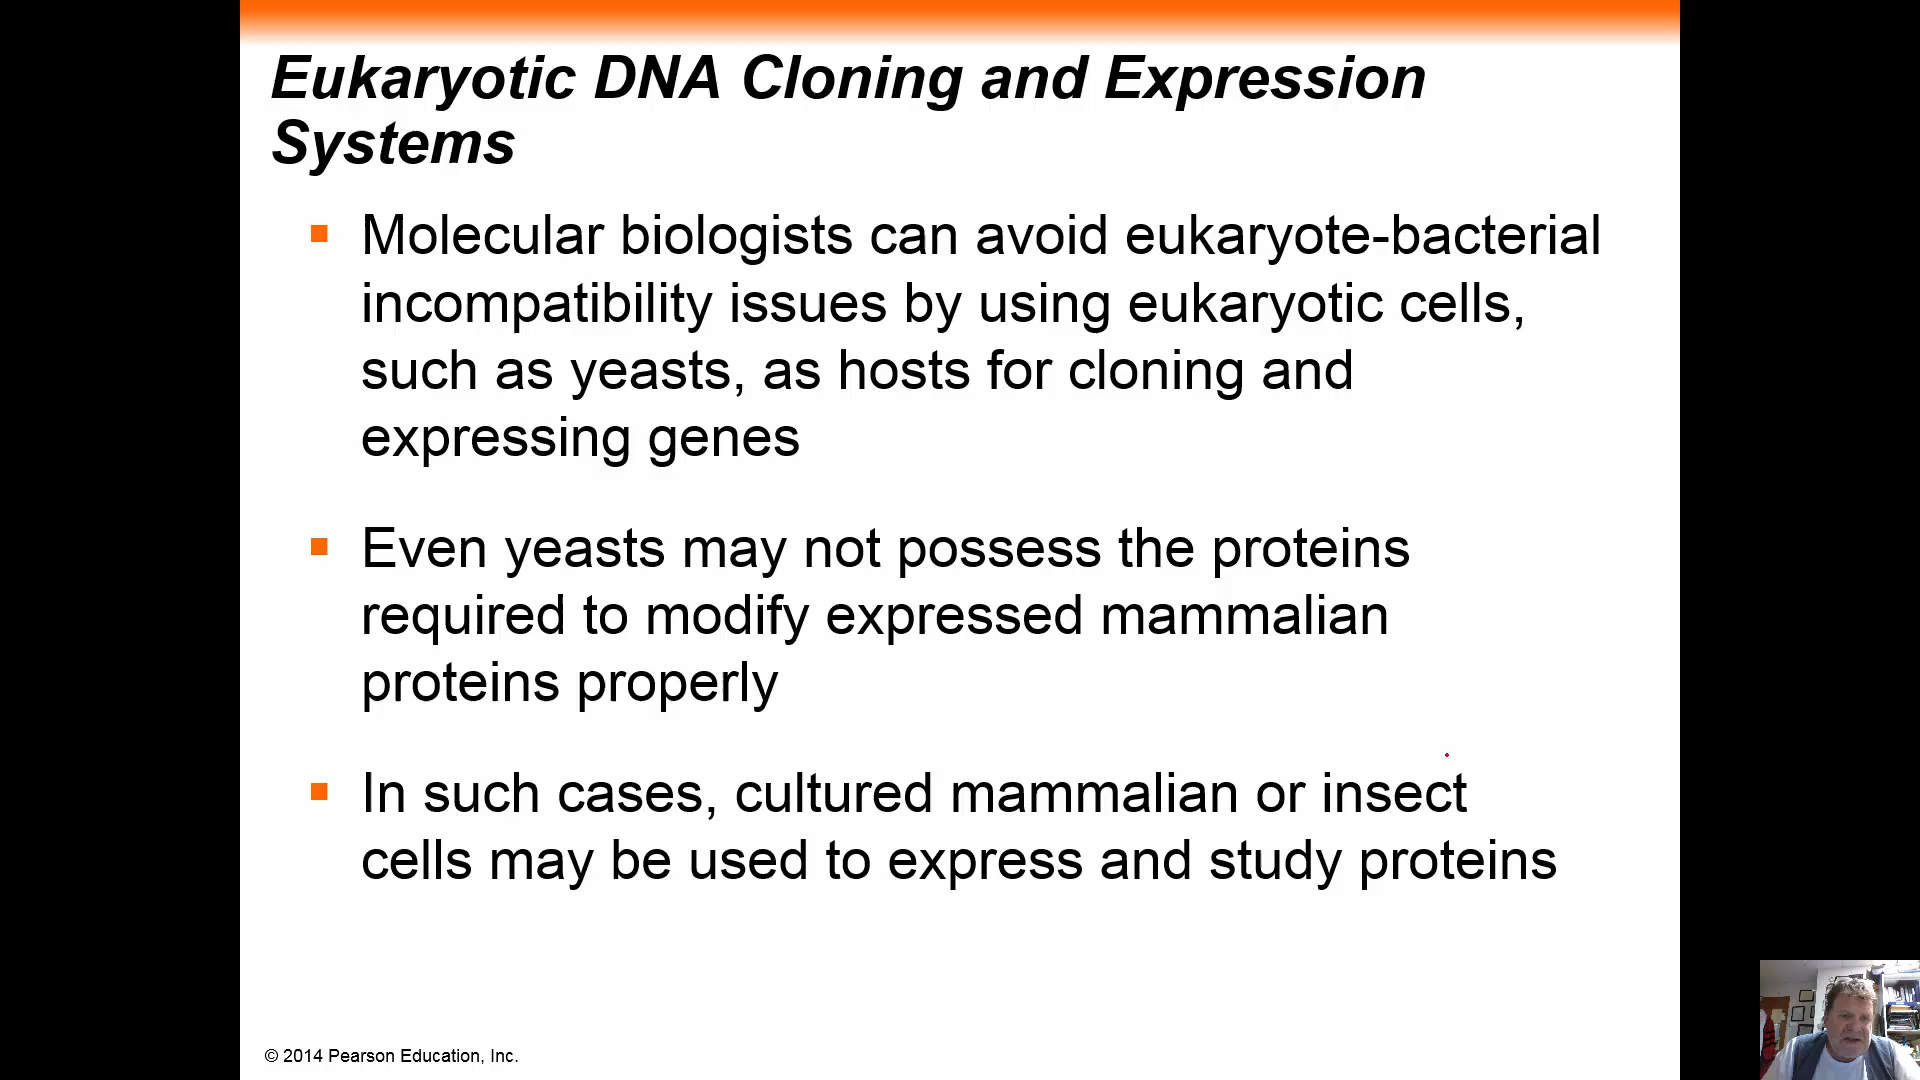 Eukaryotic DNA Cloning and Expression
Systems
Molecular biologists can avoid eukaryote-bacterial
incompatibility issues by using eukaryotic cells,
such as yeasts, as hosts for cloning and
expressing genes
Even yeasts may not possess the proteins
required to modify expressed mammalian
proteins properly
In such cases, cultured mammalian or insect
cells may be used to express and study proteins
© 2014 Pearson Education, Inc.